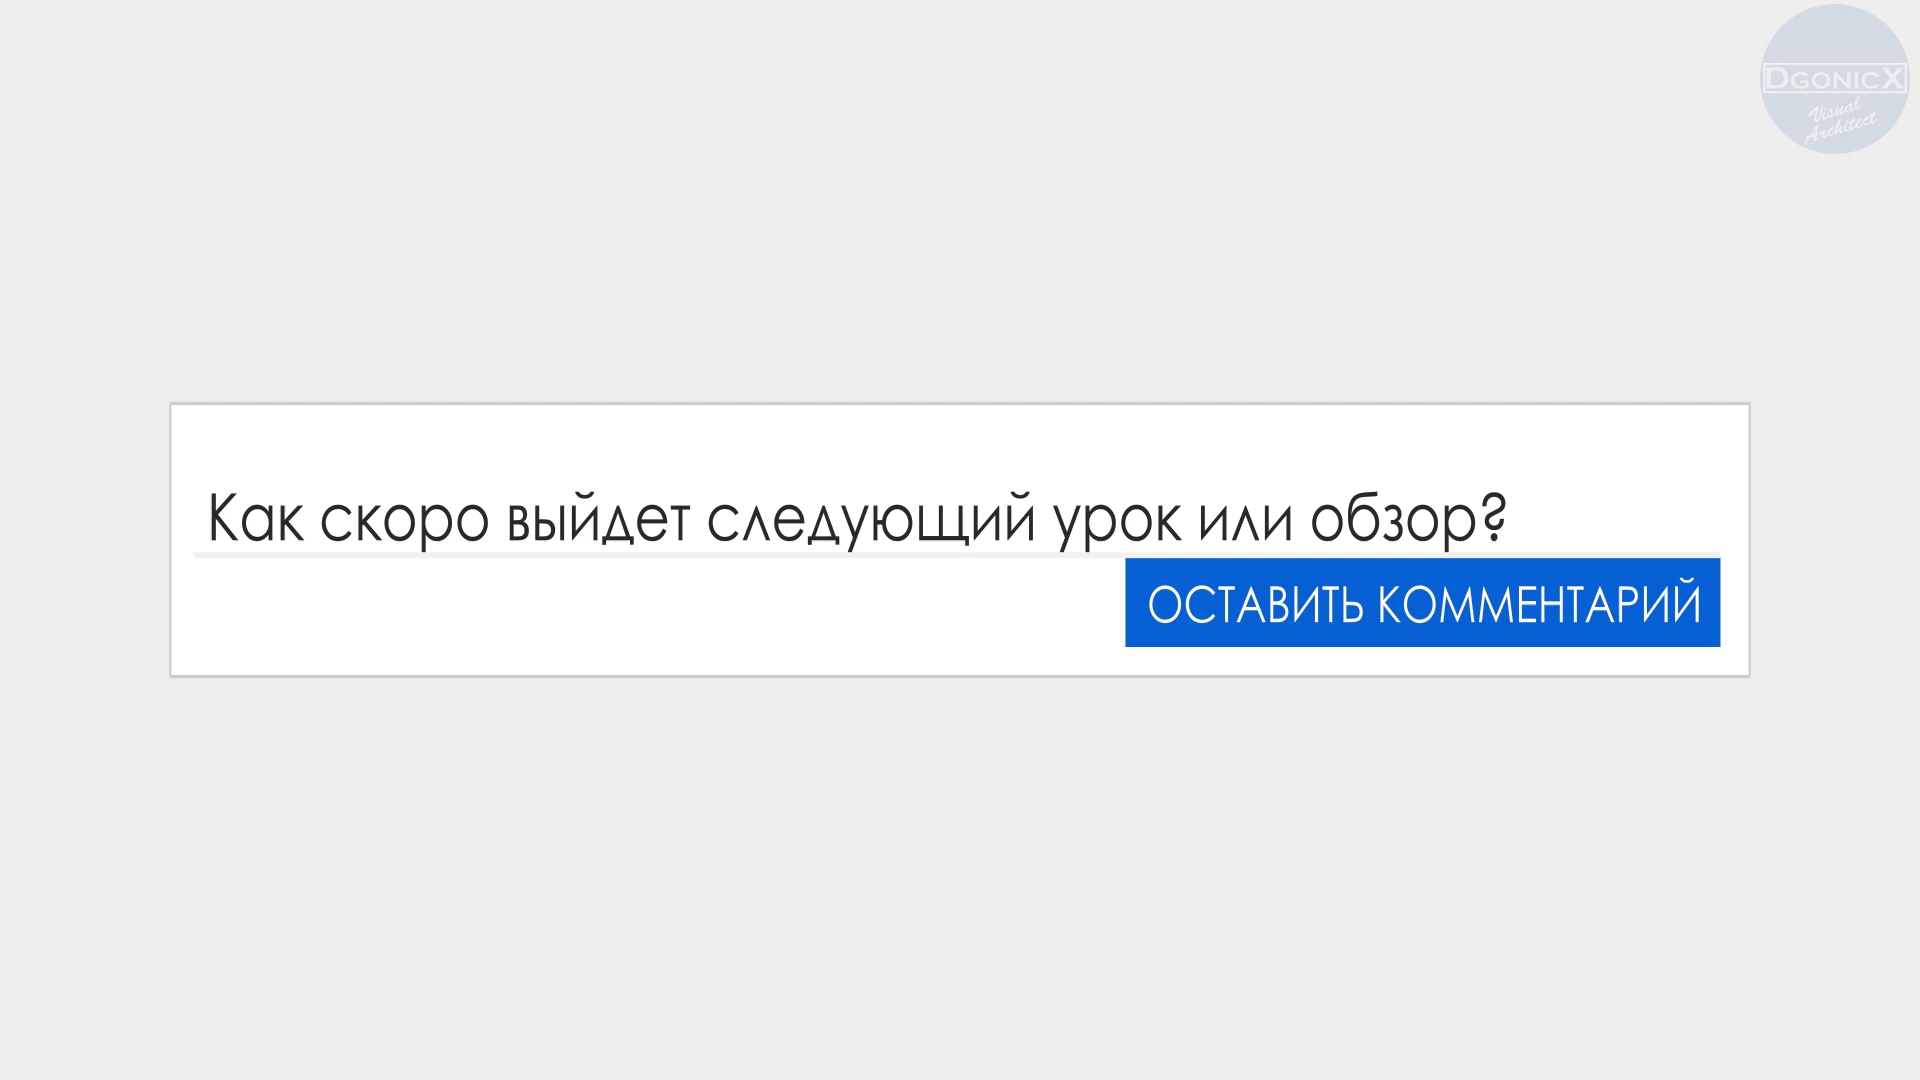 DGONICX
Visual
Architect
Как скоро выйдет следующий урок или обзор?
ОСТАВИТЬ КОММЕНТАРИЙ